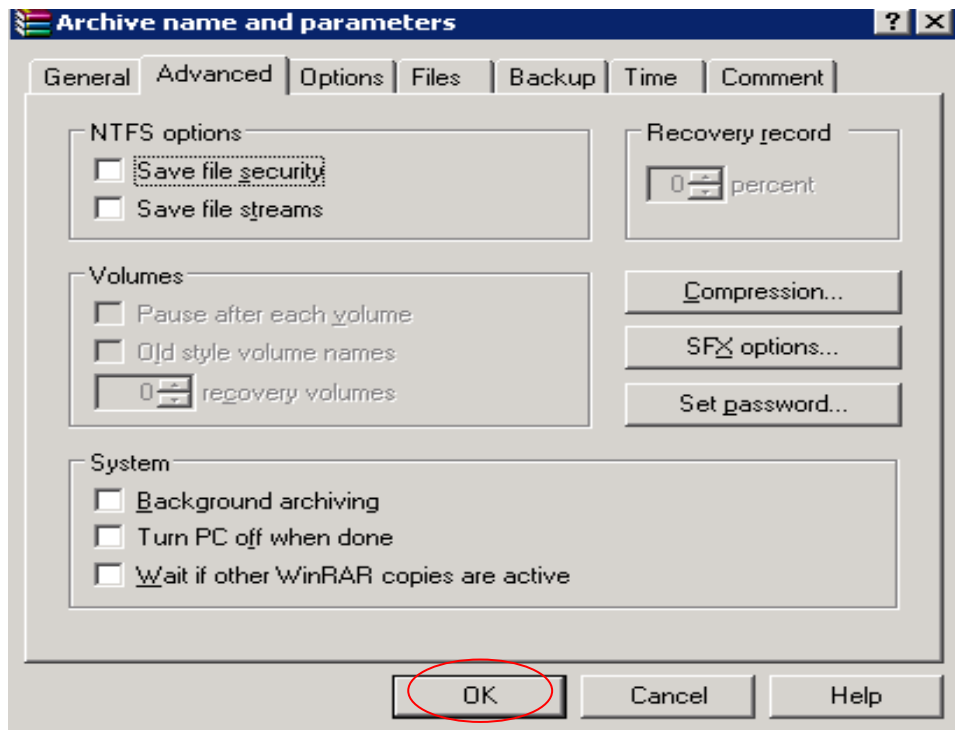 Archive name and parameters
General Advanced Options Files Backup Time Comment
NTFS options
Save file security
Save file streams
Recovery record
0 percent
Volumes
Pause after each volume
Old style volume names
0 recovery volumes
Compression...
SFX options...
Set password...
System
Background archiving
Turn PC off when done
Wait if other WinRAR copies are active
OK Cancel Help